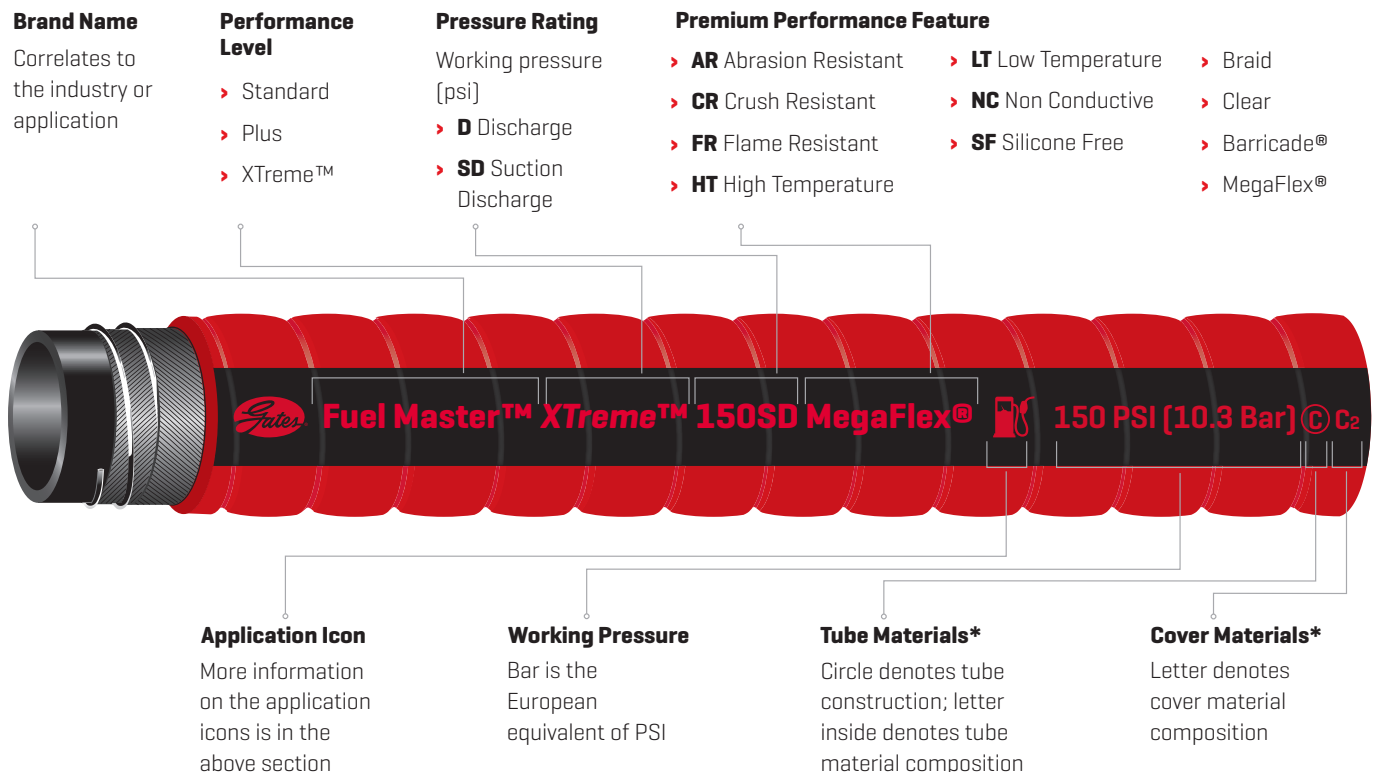 Brand Name
Correlates to
the industry or
application
Performance
Level
› Standard
› Plus
› XTreme™
Pressure Rating
Working pressure
(psi)
› D Discharge
› SD Suction
Discharge
Premium Performance Feature
› AR Abrasion Resistant
› CR Crush Resistant
› FR Flame Resistant
› HT High Temperature
› LT Low Temperature
› NC Non Conductive
› SF Silicone Free
› Braid
› Clear
› Barricade®
› MegaFlex®
Gates Fuel Master™ XTreme™ 150SD MegaFlex® 150 PSI (10.3 Bar) Ⓒ C₂
Application Icon
More information
on the application
icons is in the
above section
Working Pressure
Bar is the
European
equivalent of PSI
Tube Materials*
Circle denotes tube
construction; letter
inside denotes tube
material composition
Cover Materials*
Letter denotes
cover material
composition